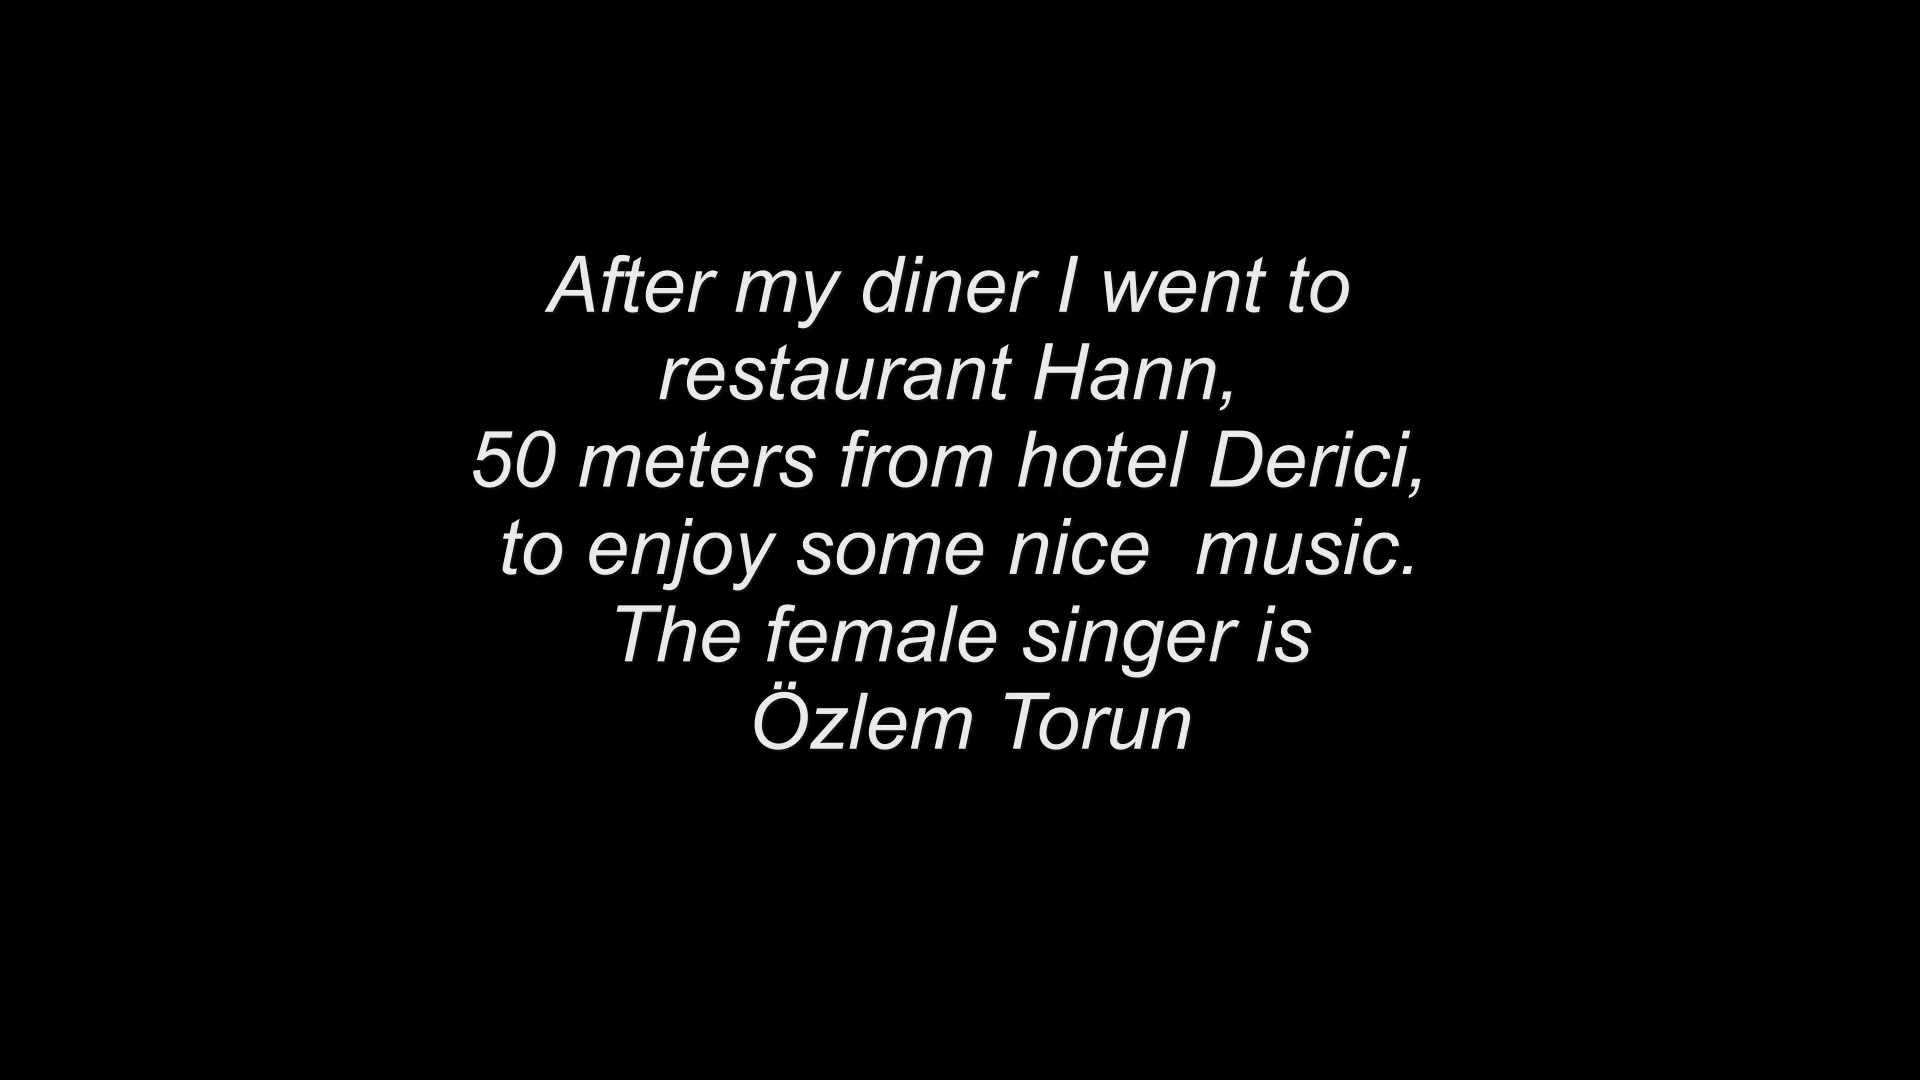 After my diner I went to
restaurant Hann,
50 meters from hotel Derici,
to enjoy some nice  music.
The female singer is
Özlem Torun